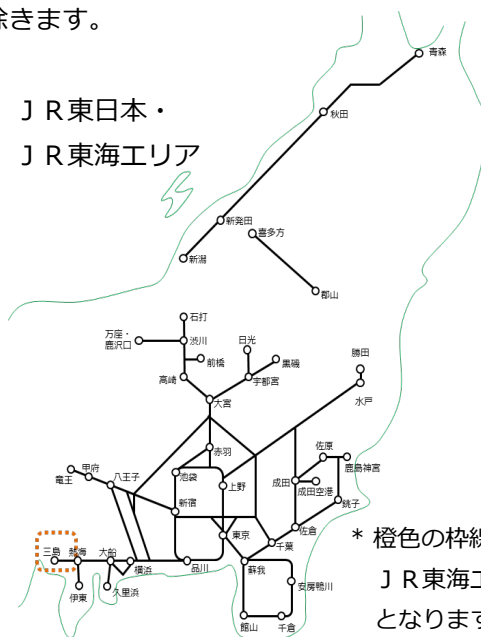 除きます。
ＪＲ東日本・
ＪＲ東海エリア
青森
秋田
新発田
喜多方
新潟
郡山
石打
万座・
鹿沢口
渋川
前橋
日光
黒磯
勝田
高崎
宇都宮
水戸
大宮
赤羽
佐原
鹿島神宮
甲府
竜王
八王子
池袋
上野
成田
成田空港
銚子
新宿
佐倉
東京
千葉
三島
熱海
大船
横浜
品川
蘇我
伊東
久里浜
安房鴨川
館山
千倉
* 橙色の枠線
ＪＲ東海エ
となります